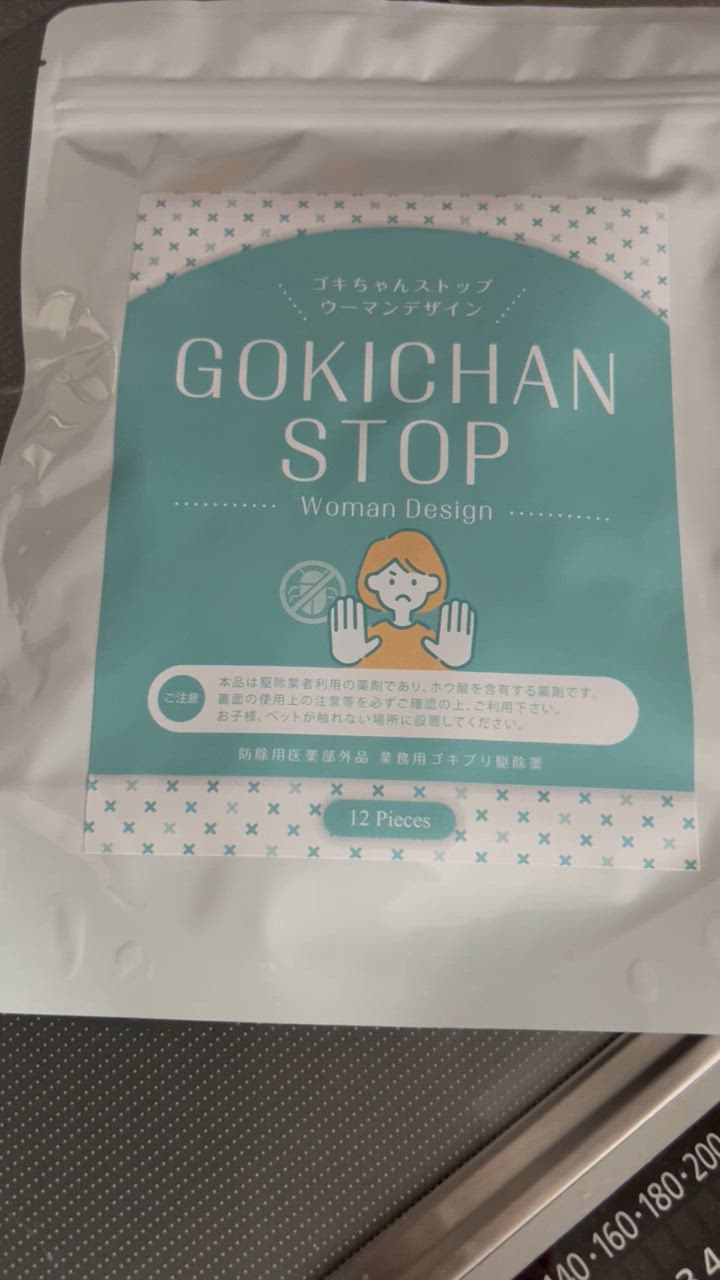 ゴキちゃんストップ
ウーマンデザイン
GOKICHAN
STOP
Woman Design
ご注意
本品は駆除業者利用の薬剤であり、ホウ酸を含有する薬剤です。
裏面の使用上の注意等を必ずご確認の上、ご利用下さい。
お子様、ペットが触れない場所に設置してください。
防除用医薬部外品 業務用ゴキブリ駆除薬
12 Pieces
40・160・180・200